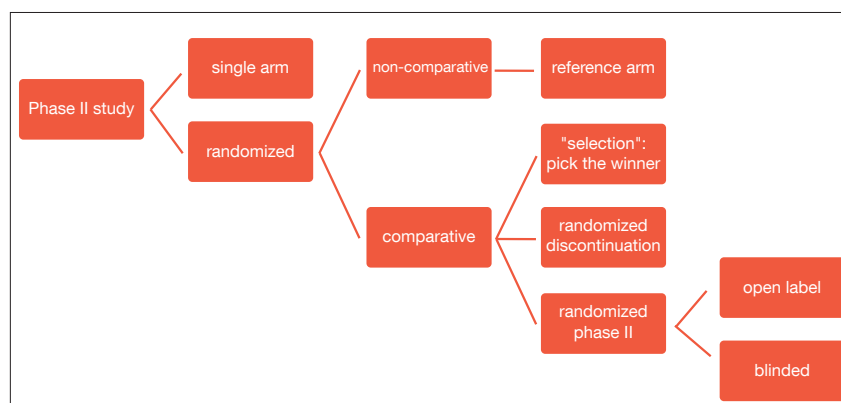 Phase II study
single arm
randomized
non-comparative
comparative
reference arm
"selection":
pick the winner
randomized
discontinuation
randomized
phase II
open label
blinded